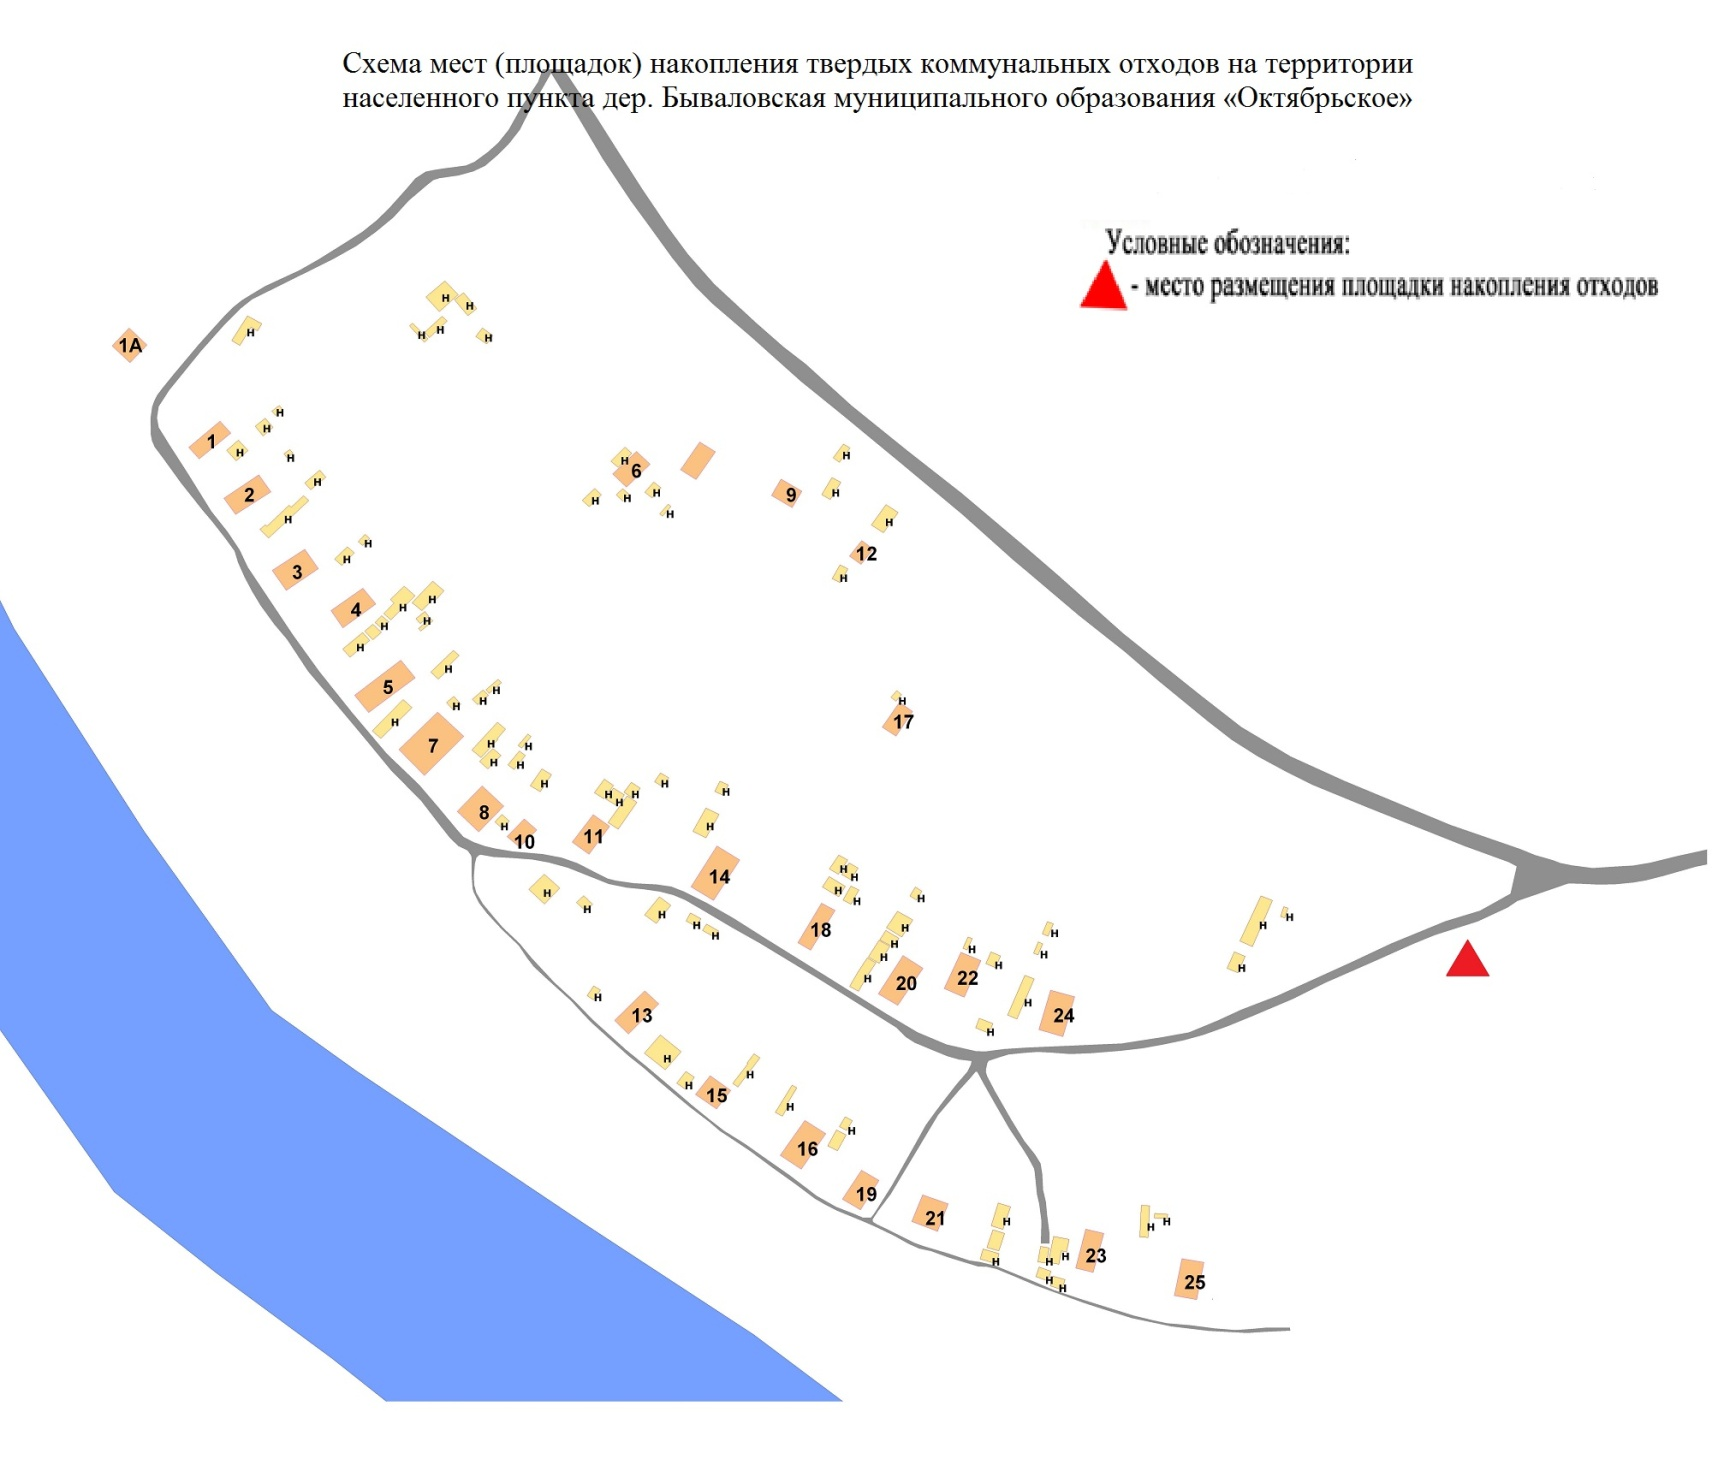 Схема мест (площадок) накопления твердых коммунальных отходов на территории
населенного пункта дер. Бываловская муниципального образования «Октябрьское»
Условные обозначения:
- место размещения площадки накопления отходов
н
н
н н
н
н
1А
н
н
1
н
н
н
6
9
н
н
2
н
н
н
н
н
н
н
12
н
3
н
н
4
н
н
н
н
н
н
5
н
н
н
н
н
17
7
н
н
н
н
н
н
н
н
н
н
8
н
10
11
н
14
н
н
н
н
18
н
н
н
н
н
н
20
22
н
н
н
н
24
н
н
н
н
н
н
н
н
н
н
н
13
н
н
15
н
н
16
н
19
21
н
н
н
н
23
н
н
н
н
25